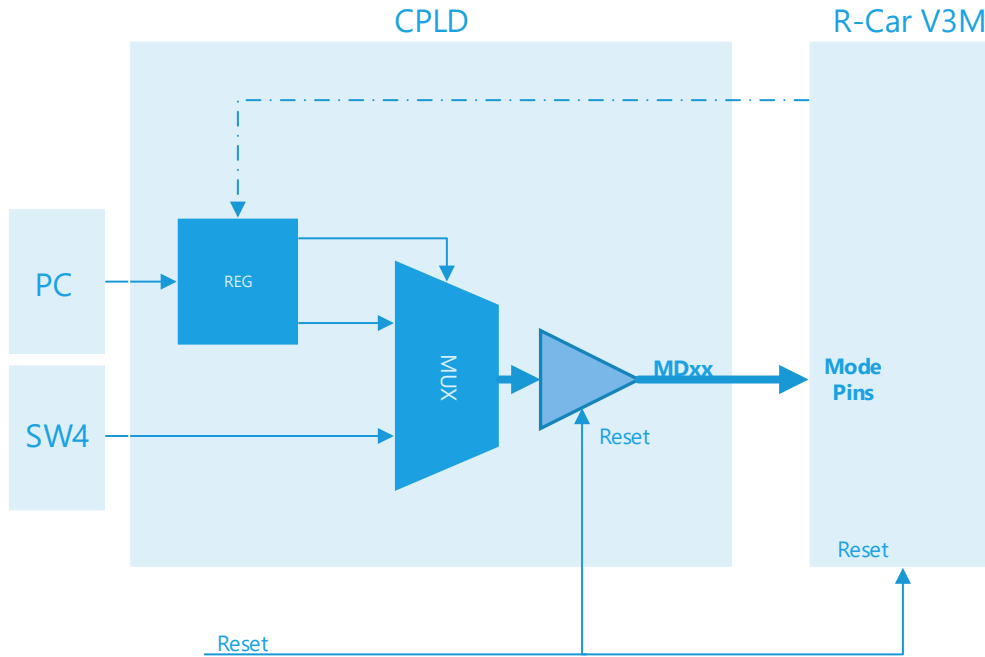 CPLD
R-Car V3M
PC
REG
MUX
MDxx
Mode
Pins
SW4
Reset
Reset
Reset